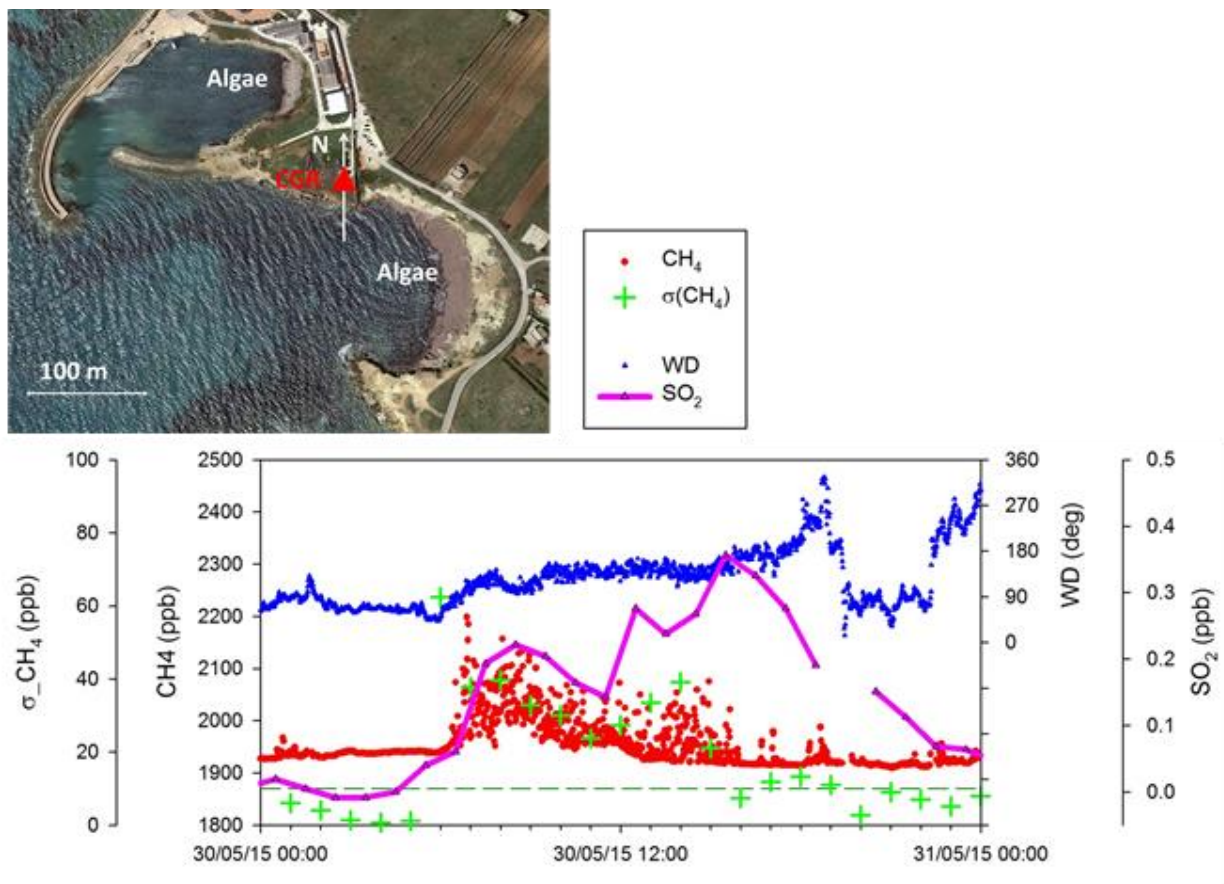 Algae
N
CGR
Algae
100 m
CH₄
σ(CH₄)
WD
SO₂
100
80
60
40
20
0
σ_CH₄ (ppb)
2500
2400
2300
2200
2100
2000
1900
1800
CH4 (ppb)
360
270
180
90
0
WD (deg)
0.5
0.4
0.3
0.2
0.1
0.0
SO₂ (ppb)
30/05/15 00:00
30/05/15 12:00
31/05/15 00:00